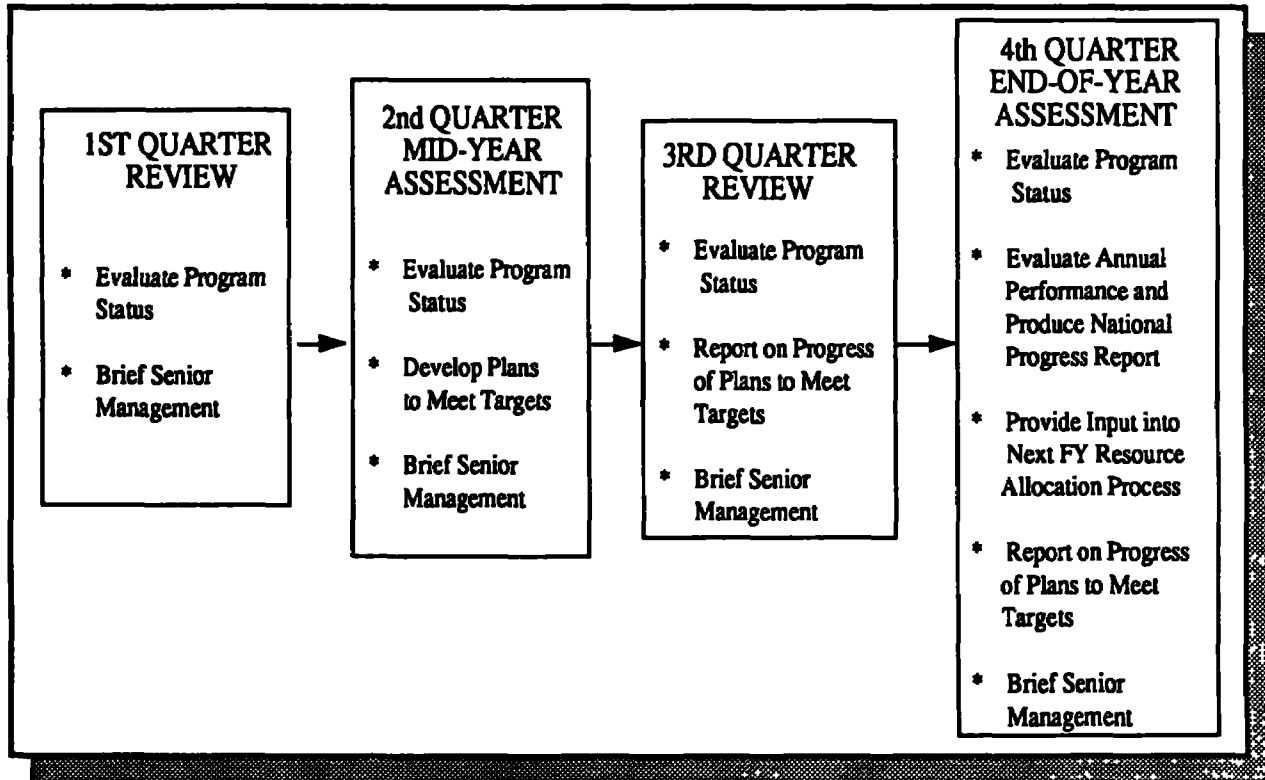 1ST QUARTER
REVIEW
* Evaluate Program
Status
* Brief Senior
Management
2nd QUARTER
MID-YEAR
ASSESSMENT
* Evaluate Program
Status
* Develop Plans
to Meet Targets
* Brief Senior
Management
3RD QUARTER
REVIEW
* Evaluate Program
Status
* Report on Progress
of Plans to Meet
Targets
* Brief Senior
Management
4th QUARTER
END-OF-YEAR
ASSESSMENT
* Evaluate Program
Status
* Evaluate Annual
Performance and
Produce National
Progress Report
* Provide Input into
Next FY Resource
Allocation Process
* Report on Progress
of Plans to Meet
Targets
* Brief Senior
Management